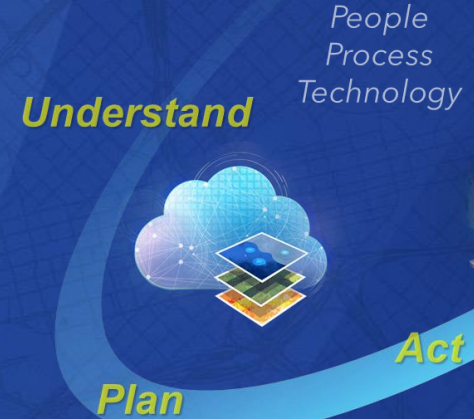 People
Process
Technology
Understand
Act
Plan